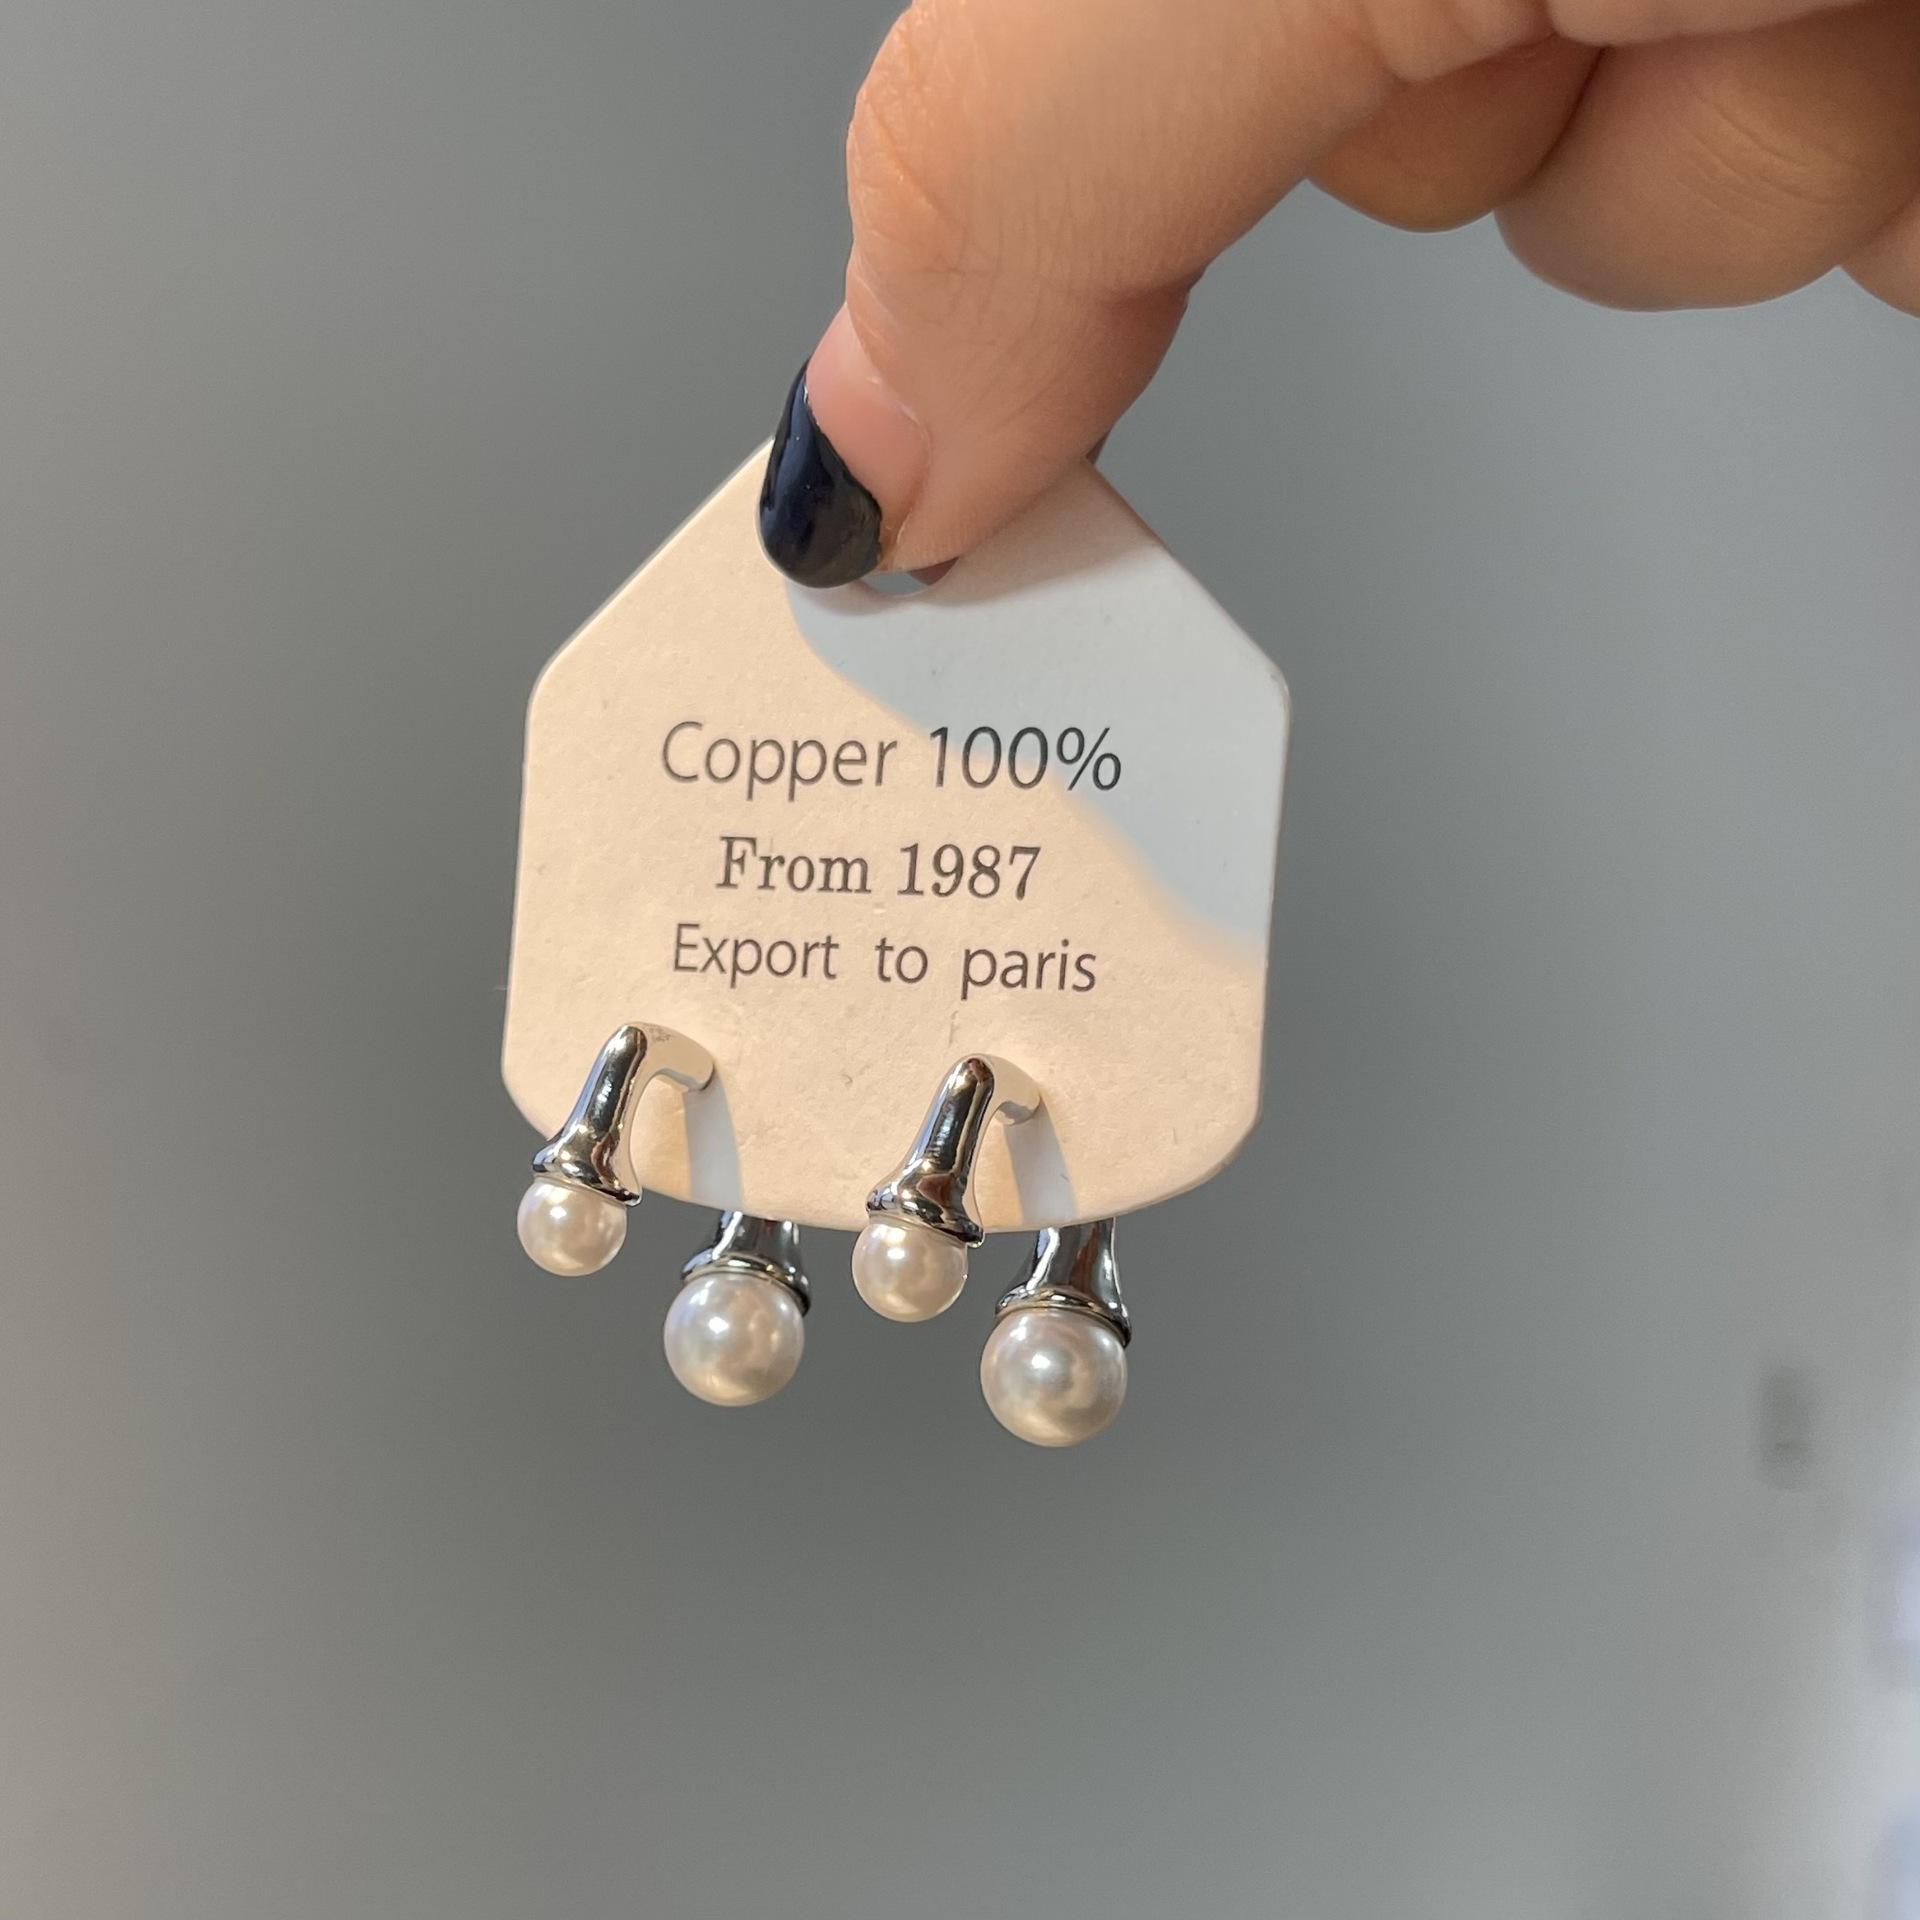 Copper 100%
From 1987
Export to paris